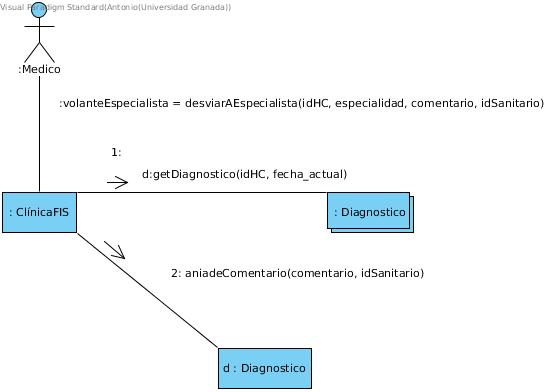 Visual Paradigm Standard(Antonio(Universidad Granada))
:Medico
:volanteEspecialista = desviarAEspecialista(idHC, especialidad, comentario, idSanitario)
1:
d:getDiagnostico(idHC, fecha_actual)
: ClínicaFIS
: Diagnostico
2: aniadeComentario(comentario, idSanitario)
d : Diagnostico